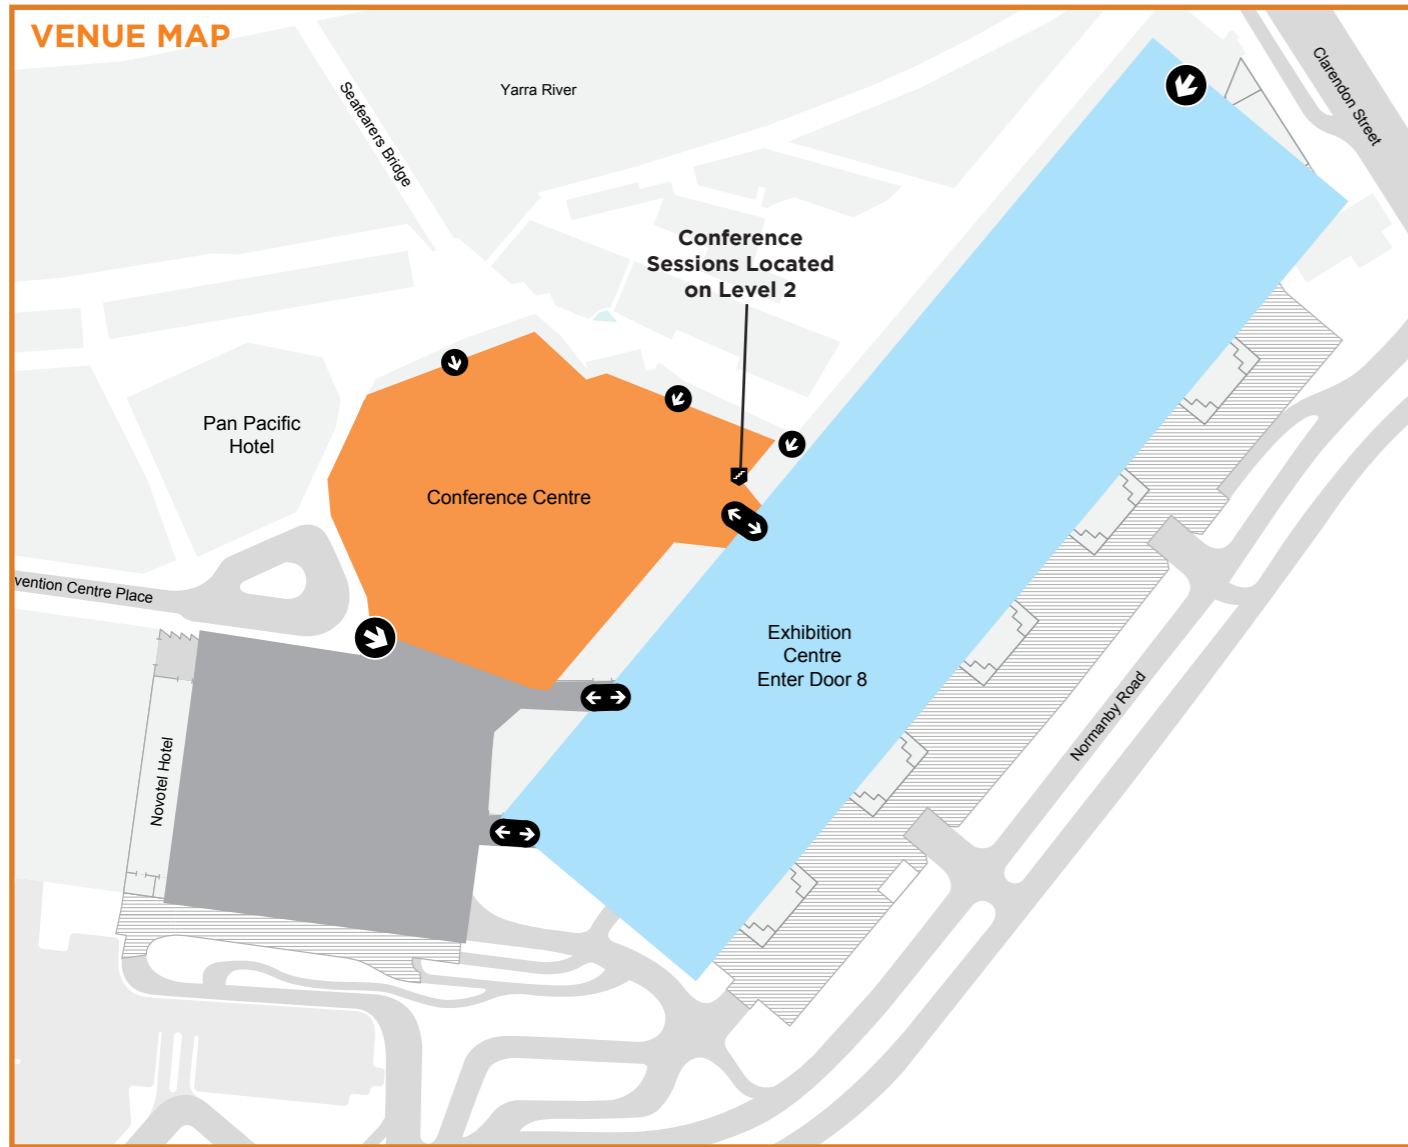 VENUE MAP
Yarra River
Seafearers Bridge
Clarendon Street
Conference
Sessions Located
on Level 2
Pan Pacific
Hotel
Conference Centre
vention Centre Place
Exhibition
Centre
Enter Door 8
Normanby Road
Novotel Hotel